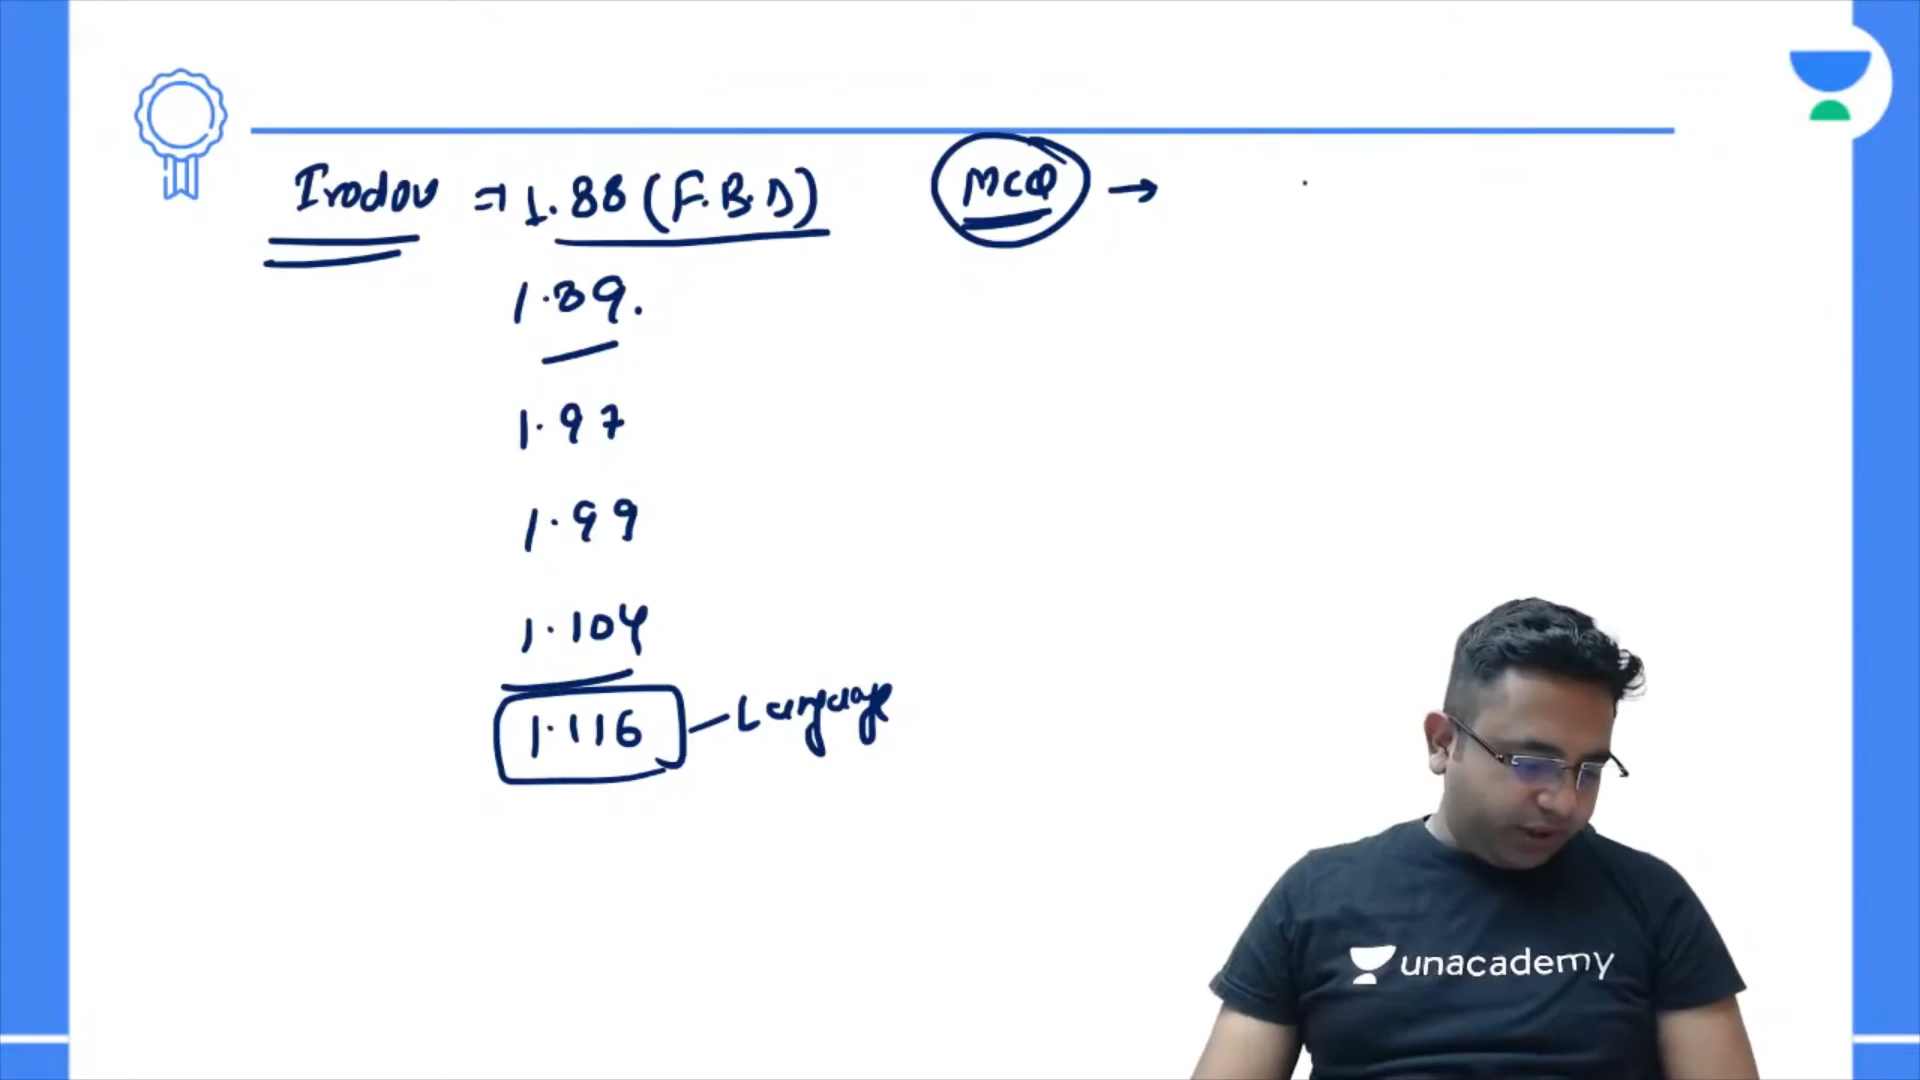 Irodov => 1.88 (F.B.D) MCQ →
1.89.
1.97
1.99
1.104
1.116 — Language
unacademy